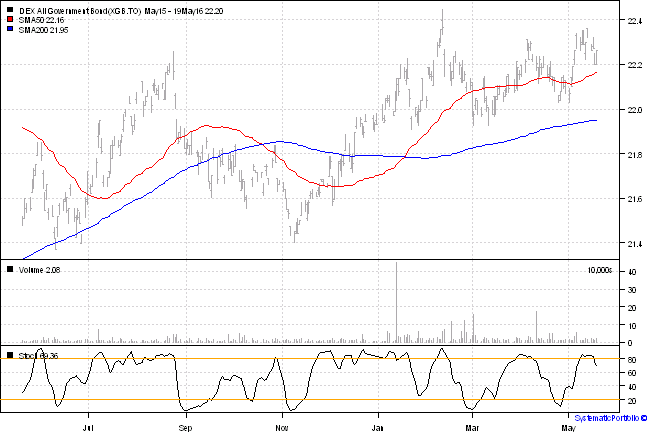 DEX All Government Bond(XGB.TO) May15 - 19May16 22.20
SMA50 22.16
SMA200 21.95
22.4
22.2
22.0
21.8
21.6
21.4
Volume 2.08
10,000s
40
30
20
10
0
Stoch 69.36
80
60
40
20
Jul
Sep
Nov
Jan
Mar
May
SystematicPortfolio ©